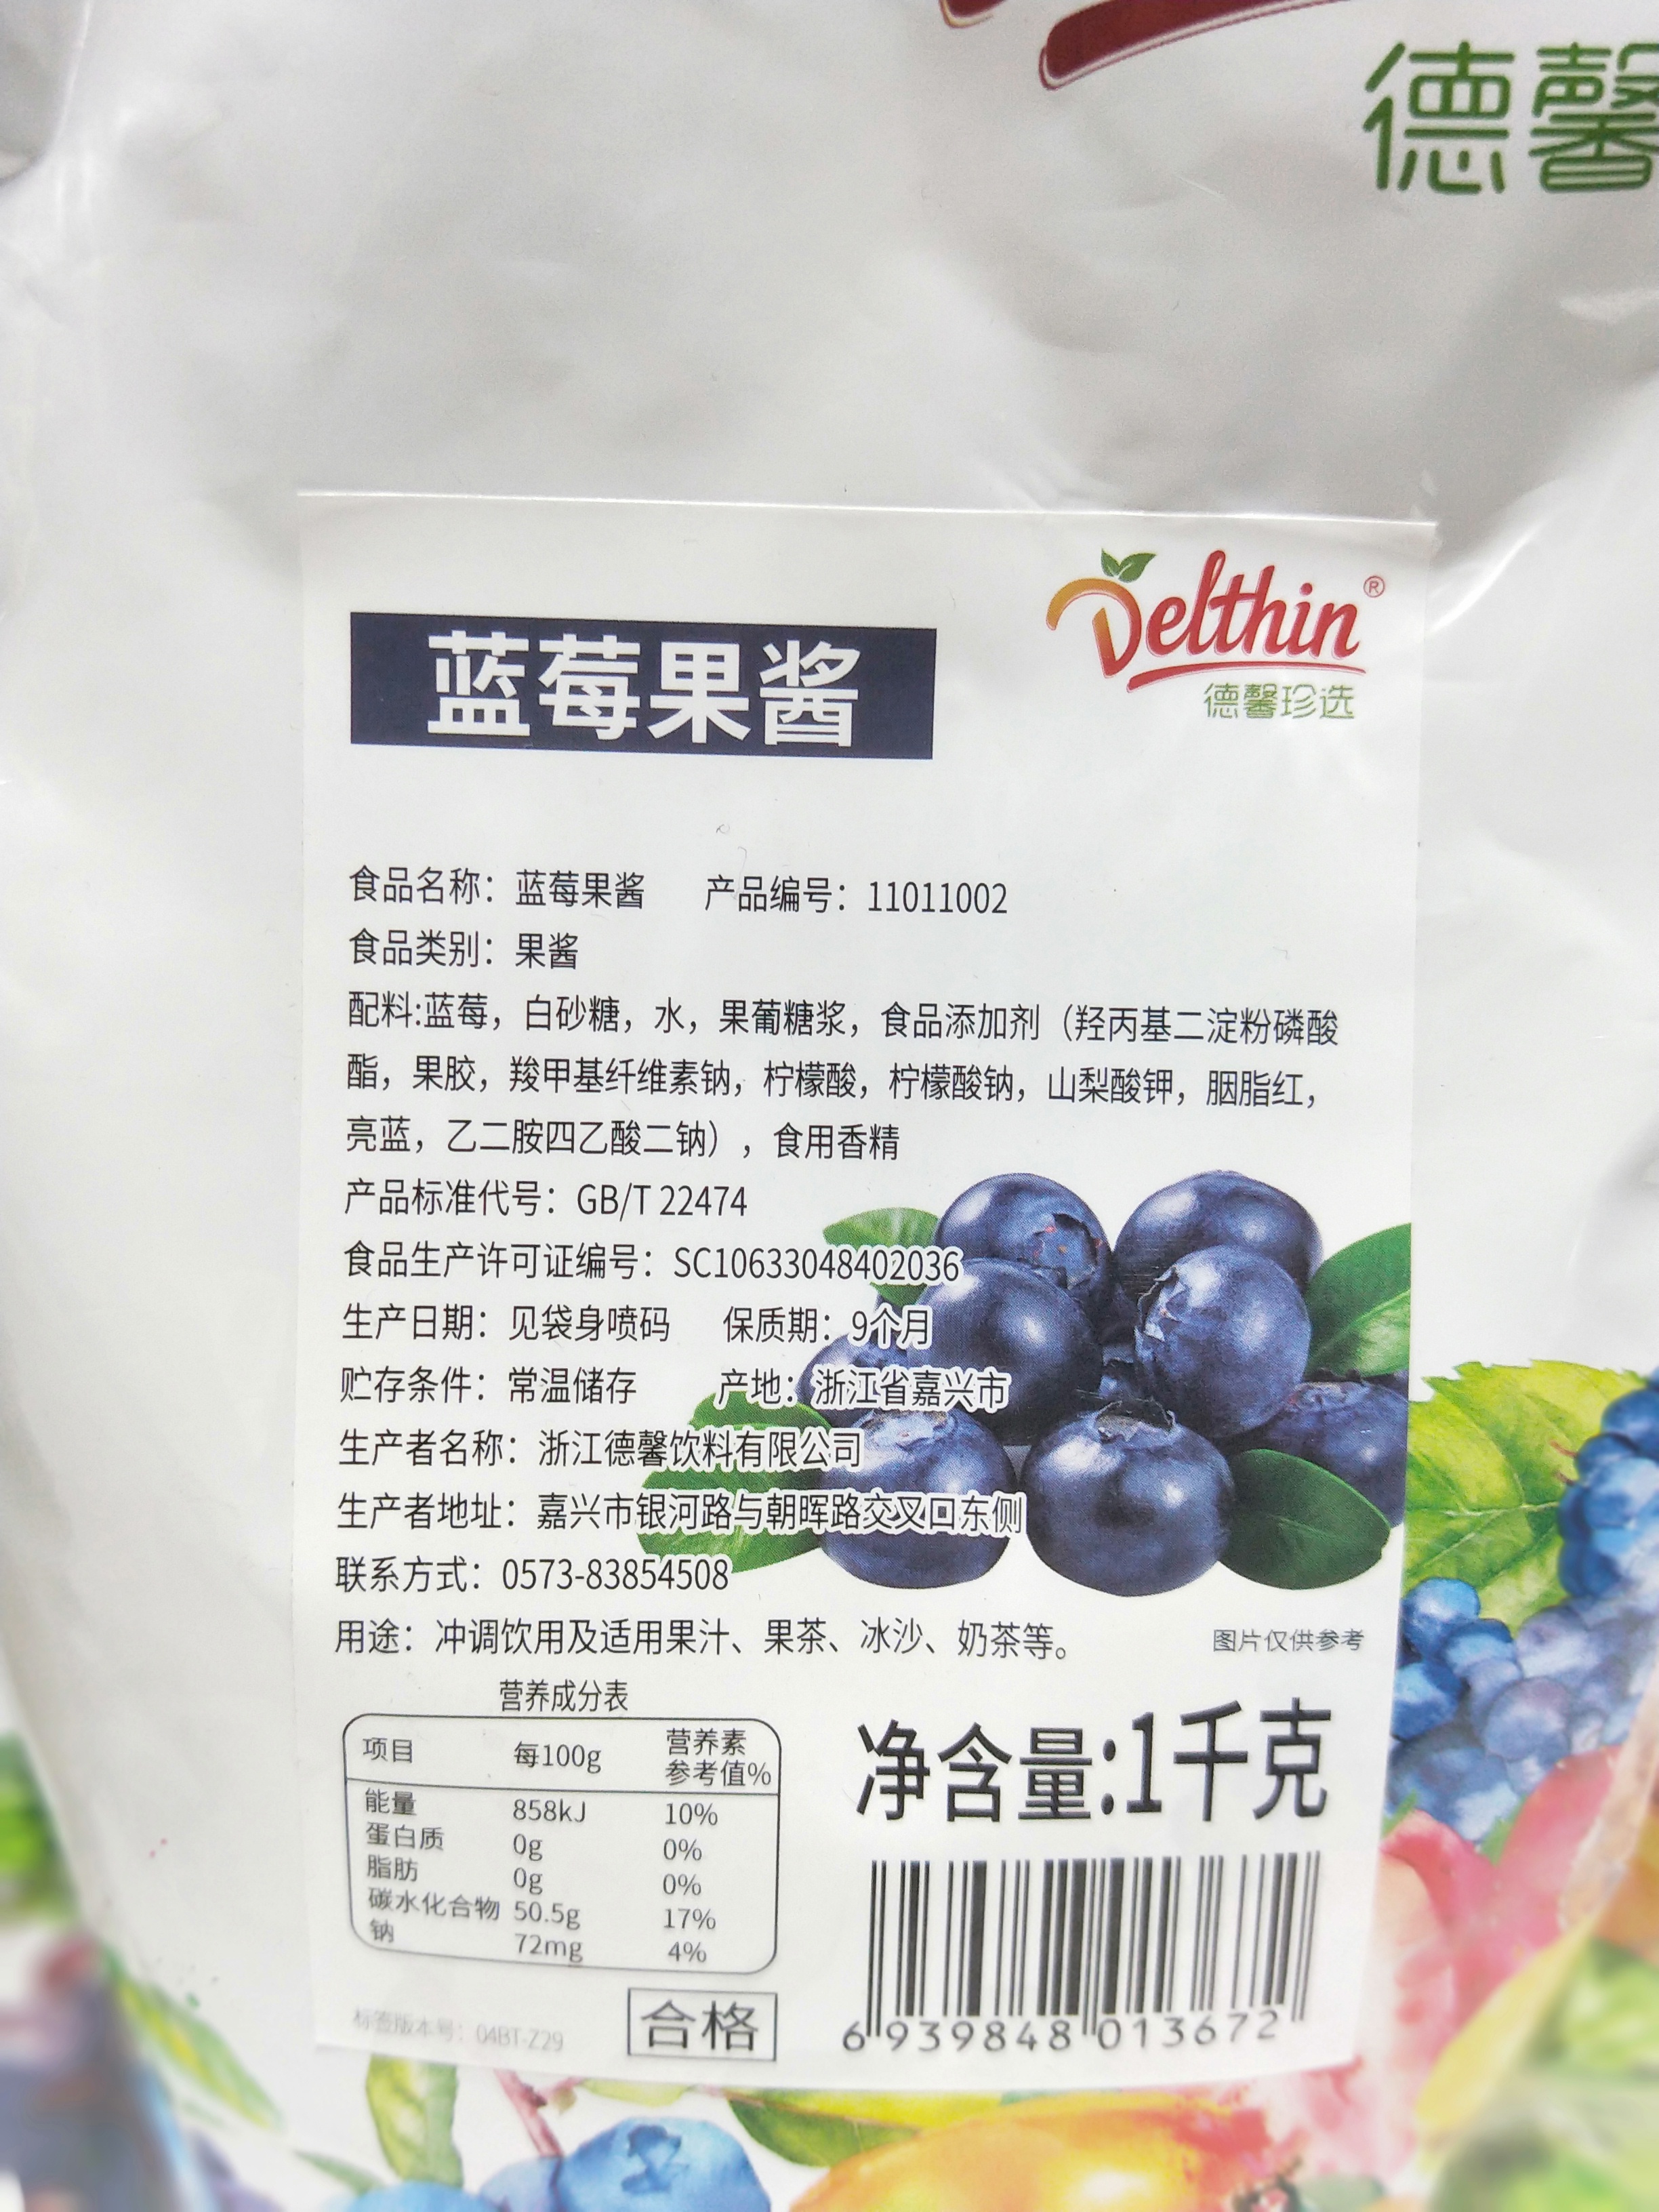 德馨
Delthin®
德馨珍选
蓝莓果酱
食品名称：蓝莓果酱 产品编号：11011002
食品类别：果酱
配料:蓝莓，白砂糖，水，果葡糖浆，食品添加剂（羟丙基二淀粉磷酸
酯，果胶，羧甲基纤维素钠，柠檬酸，柠檬酸钠，山梨酸钾，胭脂红，
亮蓝，乙二胺四乙酸二钠），食用香精
产品标准代号：GB/T 22474
食品生产许可证编号：SC10633048402036
生产日期：见袋身喷码 保质期：9个月
贮存条件：常温储存 产地：浙江省嘉兴市
生产者名称：浙江德馨饮料有限公司
生产者地址：嘉兴市银河路与朝晖路交叉口东侧
联系方式：0573-83854508
用途：冲调饮用及适用果汁、果茶、冰沙、奶茶等。
图片仅供参考
营养成分表
项目 每100g 营养素参考值%
能量 858kJ 10%
蛋白质 0g 0%
脂肪 0g 0%
碳水化合物 50.5g 17%
钠 72mg 4%
净含量:1千克
标签版本号：04BT-Z29
合格
6 939848 013672